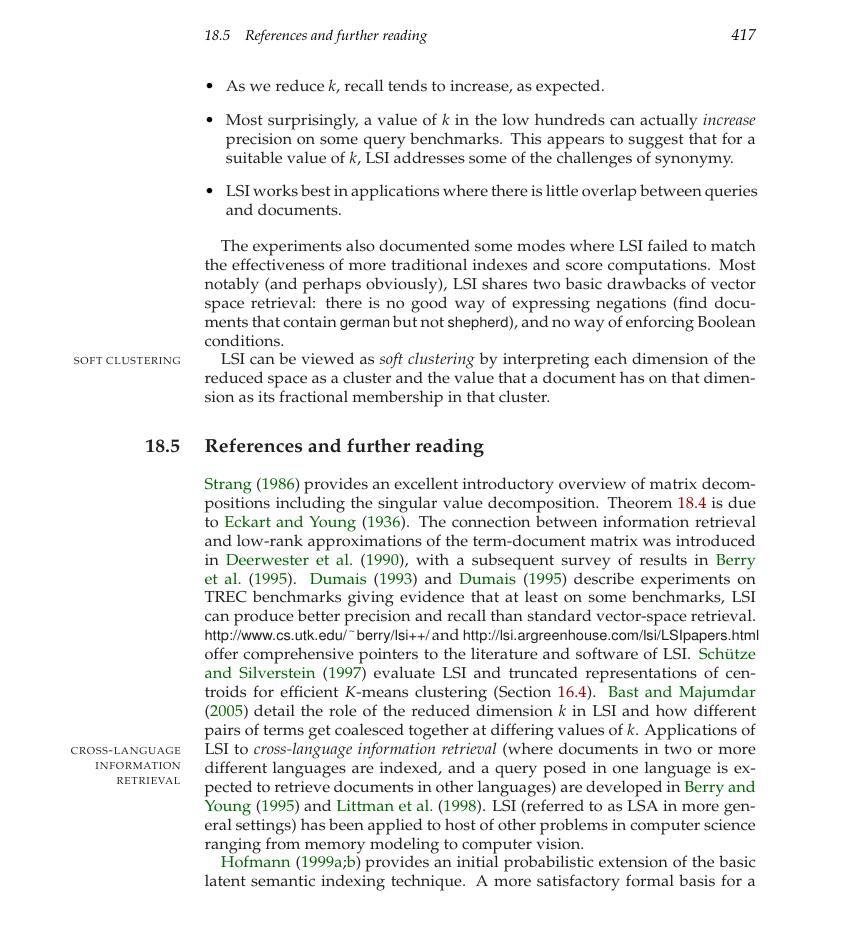 18.5 References and further reading 417
• As we reduce k, recall tends to increase, as expected.
• Most surprisingly, a value of k in the low hundreds can actually increase
precision on some query benchmarks. This appears to suggest that for a
suitable value of k, LSI addresses some of the challenges of synonymy.
• LSI works best in applications where there is little overlap between queries
and documents.
The experiments also documented some modes where LSI failed to match
the effectiveness of more traditional indexes and score computations. Most
notably (and perhaps obviously), LSI shares two basic drawbacks of vector
space retrieval: there is no good way of expressing negations (find docu-
ments that contain german but not shepherd), and no way of enforcing Boolean
conditions.
SOFT CLUSTERING
LSI can be viewed as soft clustering by interpreting each dimension of the
reduced space as a cluster and the value that a document has on that dimen-
sion as its fractional membership in that cluster.
18.5 References and further reading
Strang (1986) provides an excellent introductory overview of matrix decom-
positions including the singular value decomposition. Theorem 18.4 is due
to Eckart and Young (1936). The connection between information retrieval
and low-rank approximations of the term-document matrix was introduced
in Deerwester et al. (1990), with a subsequent survey of results in Berry
et al. (1995). Dumais (1993) and Dumais (1995) describe experiments on
TREC benchmarks giving evidence that at least on some benchmarks, LSI
can produce better precision and recall than standard vector-space retrieval.
http://www.cs.utk.edu/~berry/lsi++/ and http://lsi.argreenhouse.com/lsi/LSIpapers.html
offer comprehensive pointers to the literature and software of LSI. Schütze
and Silverstein (1997) evaluate LSI and truncated representations of cen-
troids for efficient K-means clustering (Section 16.4). Bast and Majumdar
(2005) detail the role of the reduced dimension k in LSI and how different
pairs of terms get coalesced together at differing values of k. Applications of
CROSS-LANGUAGE
INFORMATION
RETRIEVAL
LSI to cross-language information retrieval (where documents in two or more
different languages are indexed, and a query posed in one language is ex-
pected to retrieve documents in other languages) are developed in Berry and
Young (1995) and Littman et al. (1998). LSI (referred to as LSA in more gen-
eral settings) has been applied to host of other problems in computer science
ranging from memory modeling to computer vision.
Hofmann (1999a;b) provides an initial probabilistic extension of the basic
latent semantic indexing technique. A more satisfactory formal basis for a